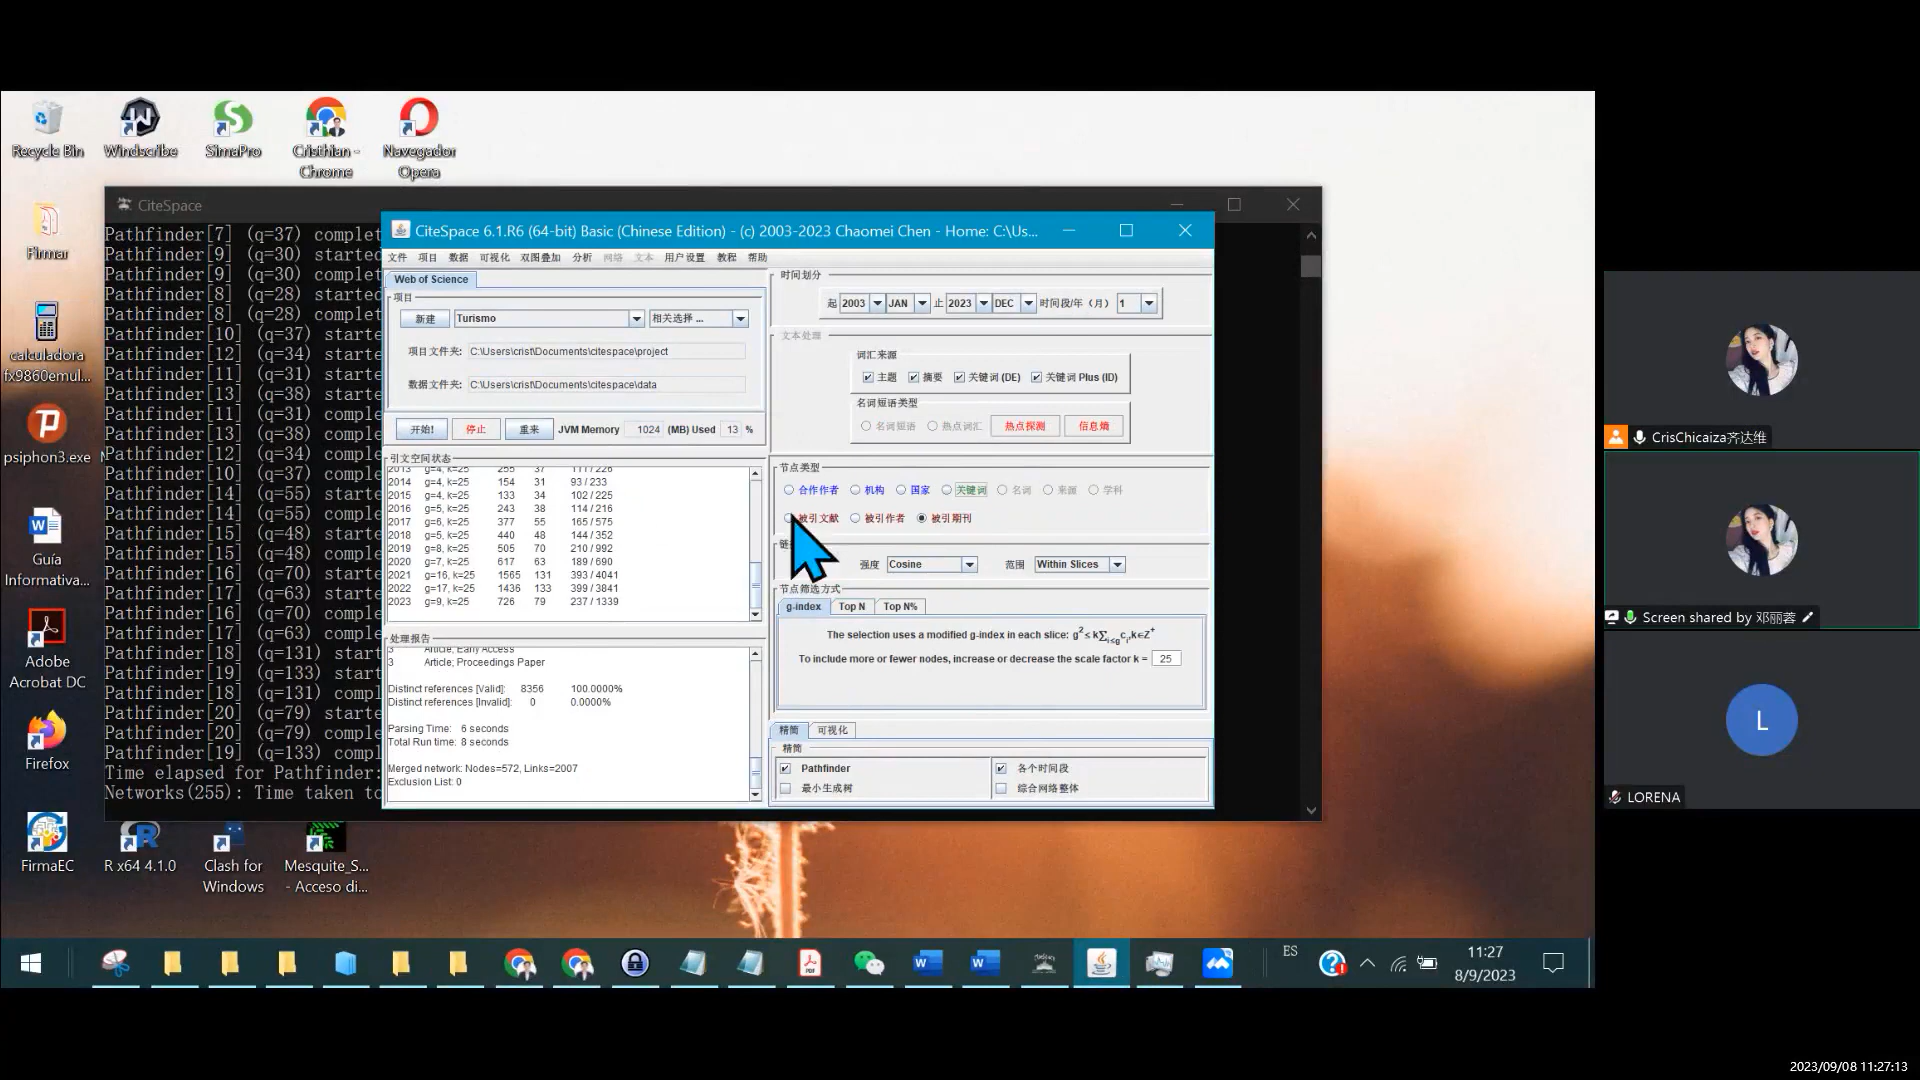 Recycle Bin
Windscribe
SimaPro
Cristhian -
Chrome
Navegador
Opera
Firmar
calculadora
fx9860emul...
psiphon3.exe
Guía
Informativa...
Adobe
Acrobat DC
Firefox
FirmaEC
R x64 4.1.0
Clash for
Windows
Mesquite_S...
- Acceso di...
CiteSpace
Pathfinder[7] (q=37) complet
Pathfinder[9] (q=30) started
Pathfinder[9] (q=30) complet
Pathfinder[8] (q=28) started
Pathfinder[8] (q=28) complet
Pathfinder[10] (q=37) starte
Pathfinder[12] (q=34) starte
Pathfinder[11] (q=31) starte
Pathfinder[13] (q=38) starte
Pathfinder[11] (q=31) comple
Pathfinder[13] (q=38) comple
Pathfinder[12] (q=34) comple
Pathfinder[10] (q=37) comple
Pathfinder[14] (q=55) starte
Pathfinder[14] (q=55) comple
Pathfinder[15] (q=48) starte
Pathfinder[15] (q=48) comple
Pathfinder[16] (q=70) starte
Pathfinder[17] (q=63) starte
Pathfinder[16] (q=70) comple
Pathfinder[17] (q=63) comple
Pathfinder[18] (q=131) start
Pathfinder[19] (q=133) start
Pathfinder[18] (q=131) compl
Pathfinder[20] (q=79) starte
Pathfinder[20] (q=79) comple
Pathfinder[19] (q=133) compl
Time elapsed for Pathfinder:
Networks(255): Time taken to
CiteSpace 6.1.R6 (64-bit) Basic (Chinese Edition) - (c) 2003-2023 Chaomei Chen - Home: C:\Us...
文件 项目 数据 可视化 双图叠加 分析 网络 文本 用户设置 教程 帮助
Web of Science
项目
新建 Turismo 相关选择 ...
项目文件夹: C:\Users\crist\Documents\citespace\project
数据文件夹: C:\Users\crist\Documents\citespace\data
开始! 停止 重来 JVM Memory 1024 (MB) Used 13 %
引文空间状态
2013 g=4, k=25 255 37 111 / 226
2014 g=4, k=25 154 31 93 / 233
2015 g=4, k=25 133 34 102 / 225
2016 g=5, k=25 243 38 114 / 216
2017 g=6, k=25 377 55 165 / 575
2018 g=5, k=25 440 48 144 / 352
2019 g=8, k=25 505 70 210 / 992
2020 g=7, k=25 617 63 189 / 690
2021 g=16, k=25 1565 131 393 / 4041
2022 g=17, k=25 1436 133 399 / 3841
2023 g=9, k=25 726 79 237 / 1339
处理报告
3 Article; Early Access
3 Article; Proceedings Paper
Distinct references [Valid]: 8356 100.0000%
Distinct references [Invalid]: 0 0.0000%
Parsing Time: 6 seconds
Total Run time: 8 seconds
Merged network: Nodes=572, Links=2007
Exclusion List: 0
时间划分
起 2003 JAN 止 2023 DEC 时间段/年（月） 1
文本处理
词汇来源
主题 摘要 关键词 (DE) 关键词 Plus (ID)
名词短语类型
名词短语 热点词汇 热点探测 信息熵
节点类型
合作作者 机构 国家 关键词 名词 来源 学科
被引文献 被引作者 被引期刊
强度 Cosine 范围 Within Slices
节点筛选方式
g-index Top N Top N%
The selection uses a modified g-index in each slice: g² ≤ k∑i≤g ci, k∈Z⁺
To include more or fewer nodes, increase or decrease the scale factor k = 25
精简 可视化
精简
Pathfinder 各个时间段
最小生成树 综合网络整体
ES
11:27
8/9/2023
CrisChicaiza齐达维
Screen shared by 邓丽蓉
L
LORENA
2023/09/08 11:27:13